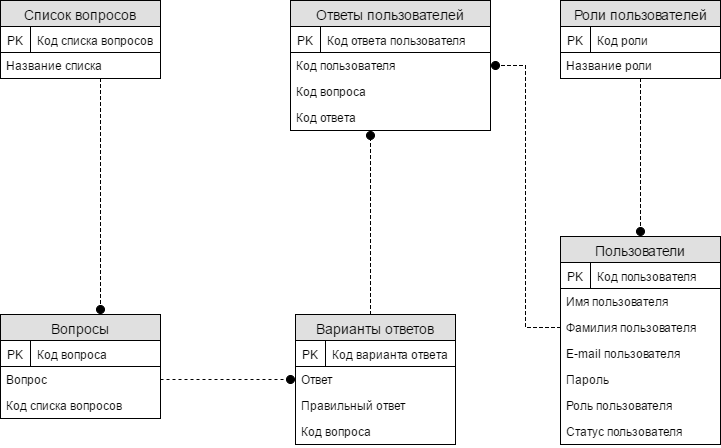 Список вопросов
PK Код списка вопросов
Название списка
Ответы пользователей
PK Код ответа пользователя
Код пользователя
Код вопроса
Код ответа
Роли пользователей
PK Код роли
Название роли
Вопросы
PK Код вопроса
Вопрос
Код списка вопросов
Варианты ответов
PK Код варианта ответа
Ответ
Правильный ответ
Код вопроса
Пользователи
PK Код пользователя
Имя пользователя
Фамилия пользователя
E-mail пользователя
Пароль
Роль пользователя
Статус пользователя